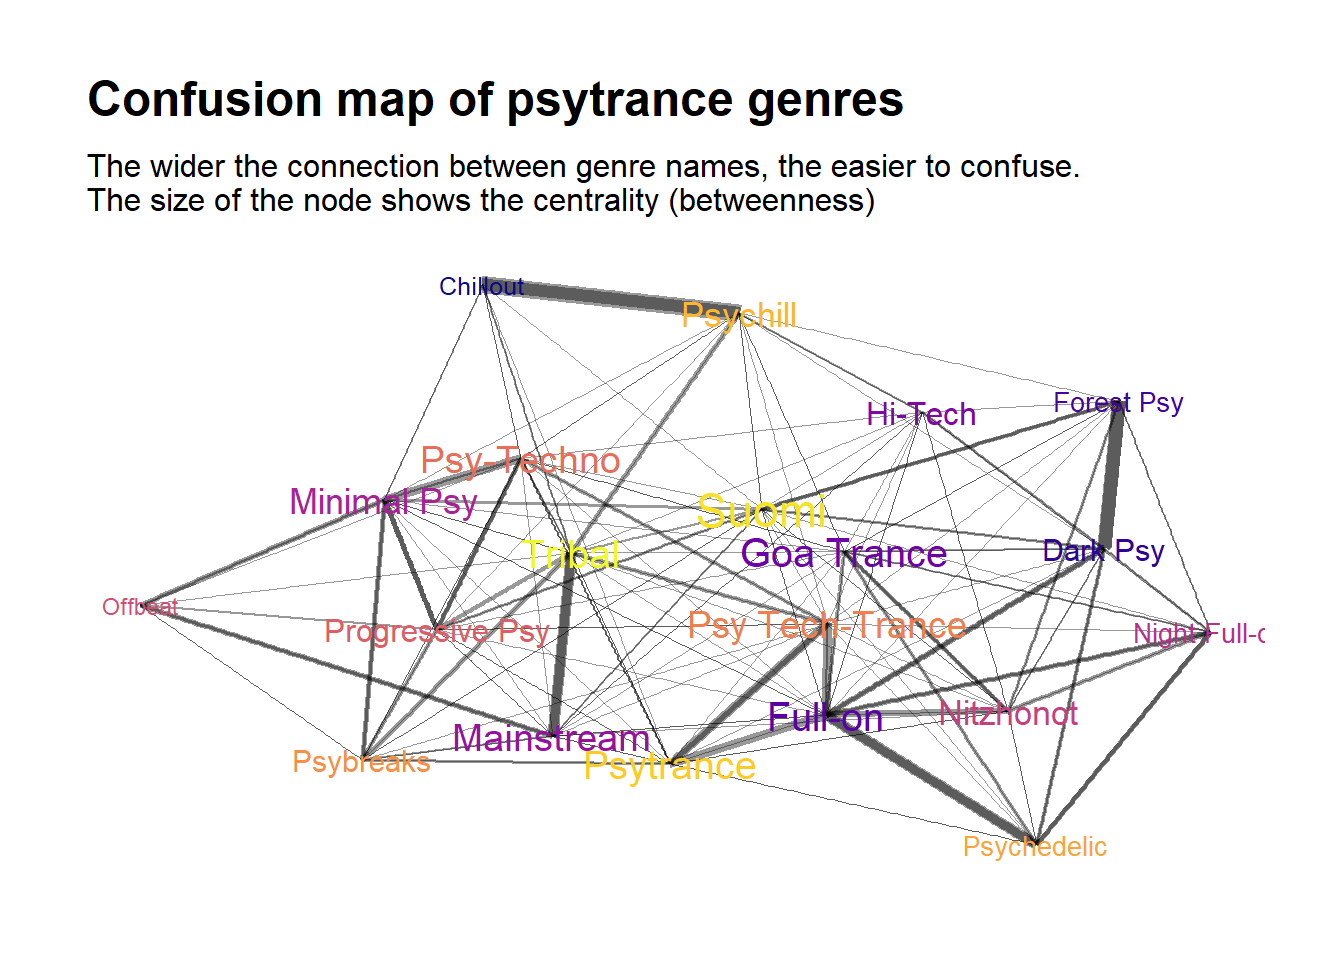 Confusion map of psytrance genres
The wider the connection between genre names, the easier to confuse.
The size of the node shows the centrality (betweenness)
Chillout
Psychill
Forest Psy
Hi-Tech
Psy-Techno
Minimal Psy
Suomi
Tribal
Goa Trance
Dark Psy
Offbeat
Progressive Psy
Psy Tech-Trance
Night Full-
Full-on
Nitzhonot
Mainstream
Psybreaks
Psytrance
Psychedelic